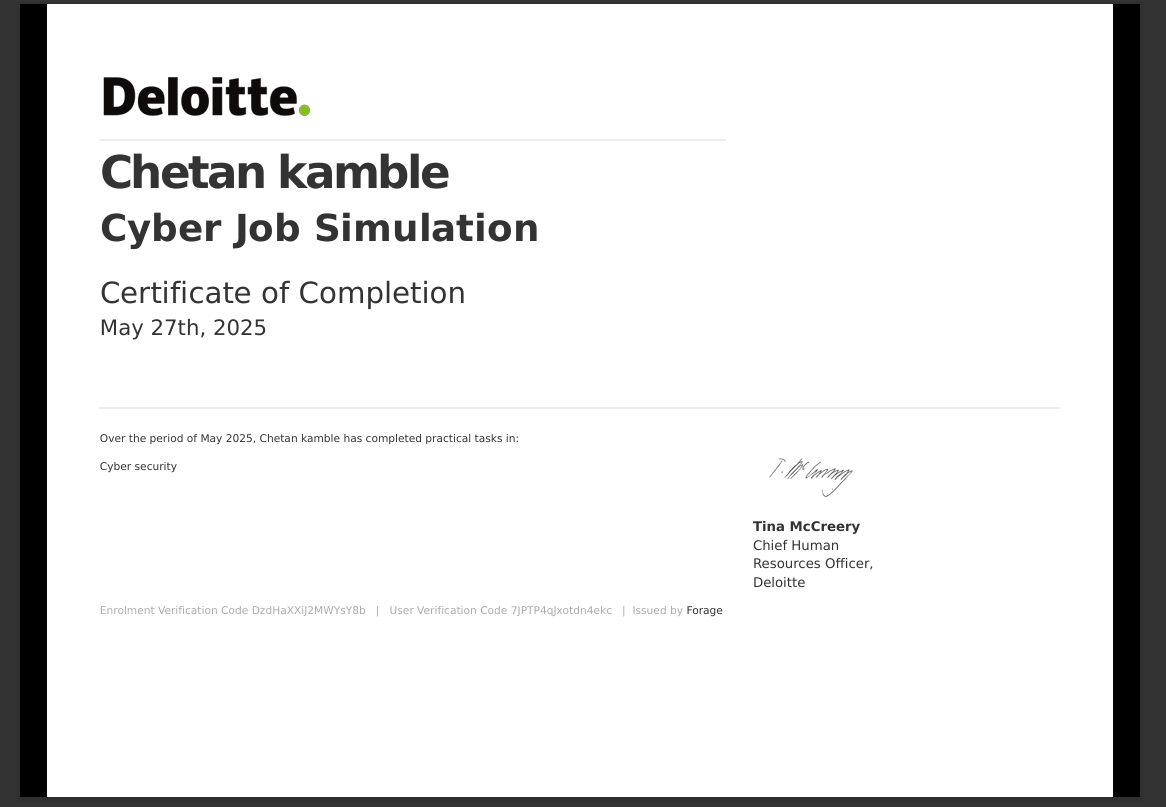 Deloitte.
Chetan kamble
Cyber Job Simulation
Certificate of Completion
May 27th, 2025
Over the period of May 2025, Chetan kamble has completed practical tasks in:
Cyber security
T. McCreery
Tina McCreery
Chief Human
Resources Officer,
Deloitte
Enrolment Verification Code DzdHaXXiJ2MWYsY8b | User Verification Code 7JPTP4qJxotdn4ekc | Issued by Forage